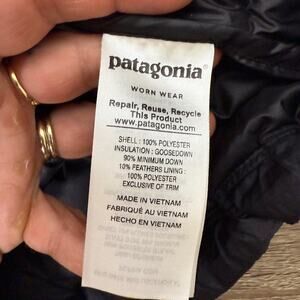 patagonia®
WORN WEAR
Repair, Reuse, Recycle
This Product
www.patagonia.com
SHELL : 100% POLYESTER
INSULATION : GOOSEDOWN
90% MINIMUM DOWN
10% FEATHERS LINING :
100% POLYESTER
EXCLUSIVE OF TRIM
MADE IN VIETNAM
FABRIQUÉ AU VIETNAM
HECHO EN VIETNAM